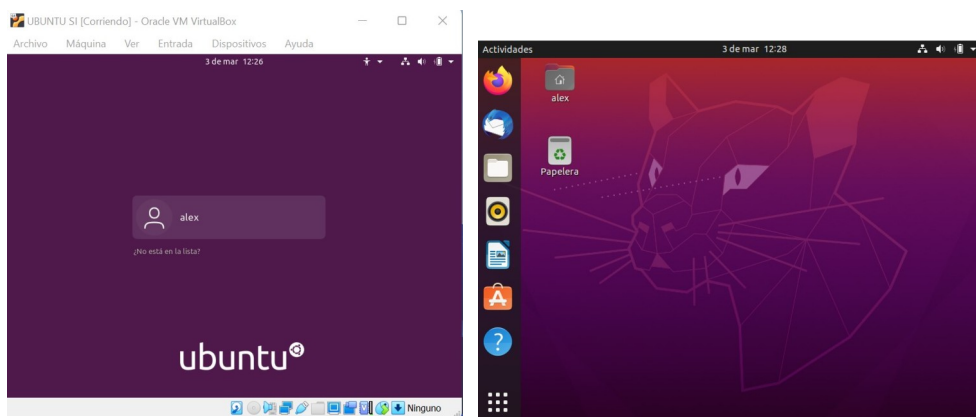 UBUNTU SI [Corriendo] - Oracle VM VirtualBox
Archivo Máquina Ver Entrada Dispositivos Ayuda
3 de mar 12:26
alex
¿No está en la lista?
ubuntu
Ninguno
Actividades 3 de mar 12:28
alex
Papelera